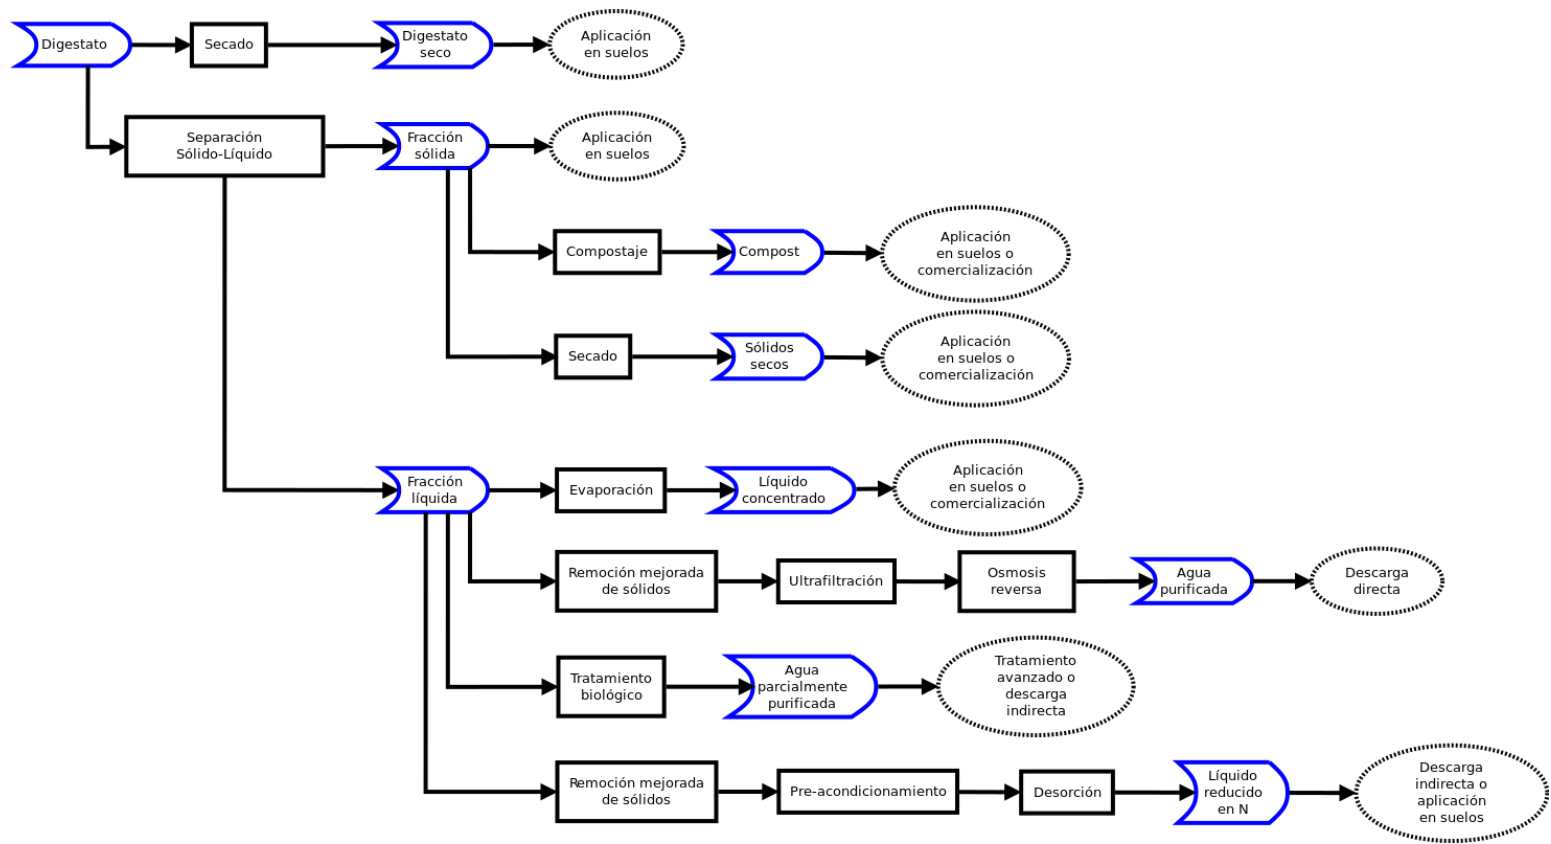 Digestato
Secado
Digestato
seco
Aplicación
en suelos
Separación
Sólido-Líquido
Fracción
sólida
Aplicación
en suelos
Compostaje
Compost
Aplicación
en suelos o
comercialización
Secado
Sólidos
secos
Aplicación
en suelos o
comercialización
Fracción
líquida
Evaporación
Líquido
concentrado
Aplicación
en suelos o
comercialización
Remoción mejorada
de sólidos
Ultrafiltración
Osmosis
reversa
Agua
purificada
Descarga
directa
Tratamiento
biológico
Agua
parcialmente
purificada
Tratamiento
avanzado o
descarga
indirecta
Remoción mejorada
de sólidos
Pre-acondicionamiento
Desorción
Líquido
reducido
en N
Descarga
indirecta o
aplicación
en suelos